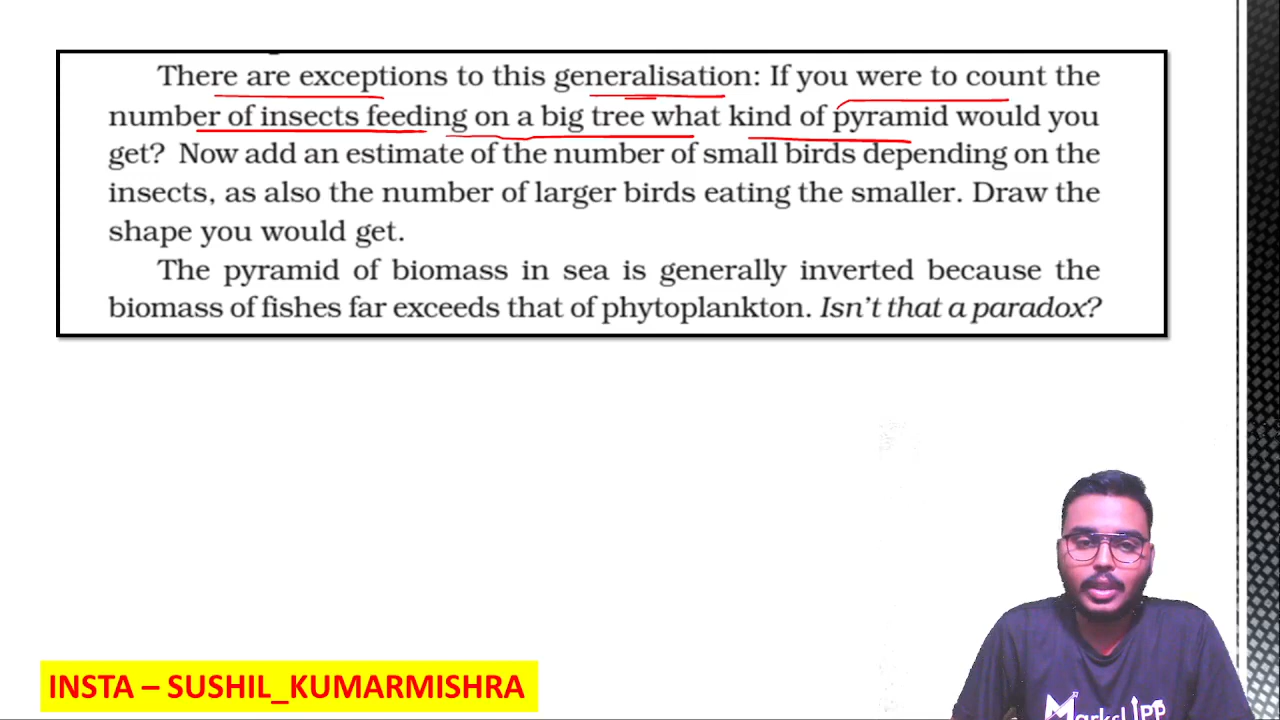 There are exceptions to this generalisation: If you were to count the
number of insects feeding on a big tree what kind of pyramid would you
get? Now add an estimate of the number of small birds depending on the
insects, as also the number of larger birds eating the smaller. Draw the
shape you would get.
The pyramid of biomass in sea is generally inverted because the
biomass of fishes far exceeds that of phytoplankton. Isn't that a paradox?
INSTA – SUSHIL_KUMARMISHRA